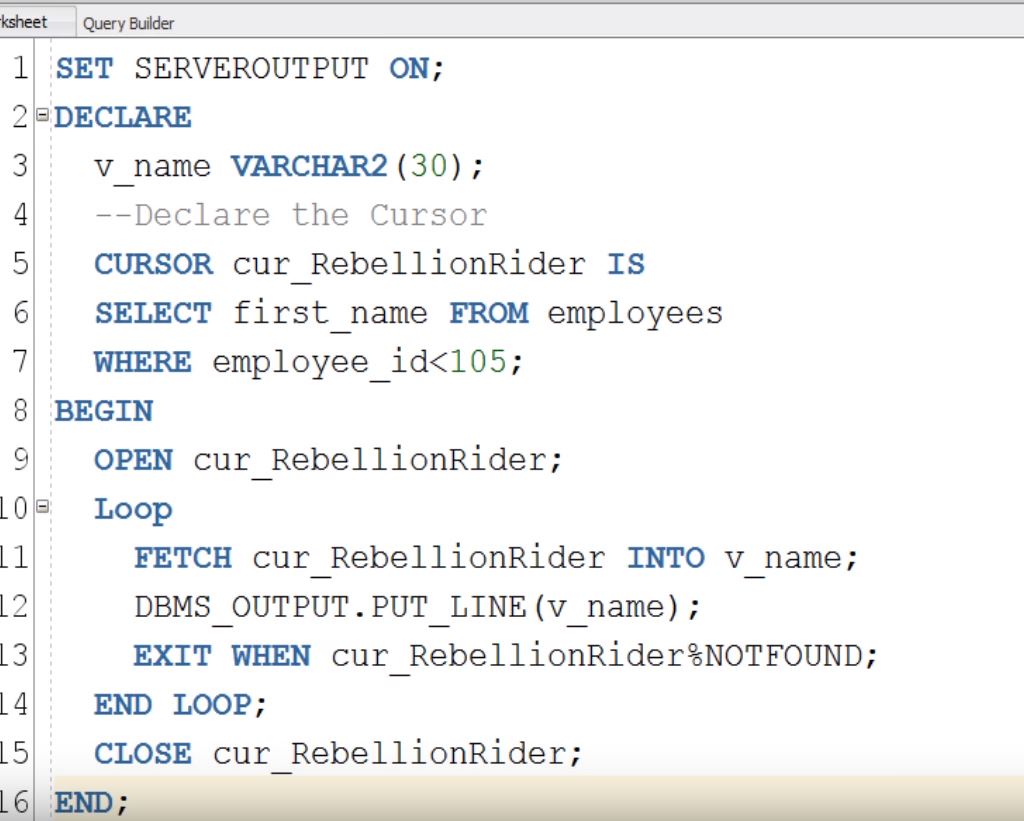 ksheet Query Builder
1 SET SERVEROUTPUT ON;
2 DECLARE
3 v_name VARCHAR2(30);
4 --Declare the Cursor
5 CURSOR cur_RebellionRider IS
6 SELECT first_name FROM employees
7 WHERE employee_id<105;
8 BEGIN
9 OPEN cur_RebellionRider;
10 Loop
11 FETCH cur_RebellionRider INTO v_name;
12 DBMS_OUTPUT.PUT_LINE(v_name);
13 EXIT WHEN cur_RebellionRider%NOTFOUND;
14 END LOOP;
15 CLOSE cur_RebellionRider;
16 END;